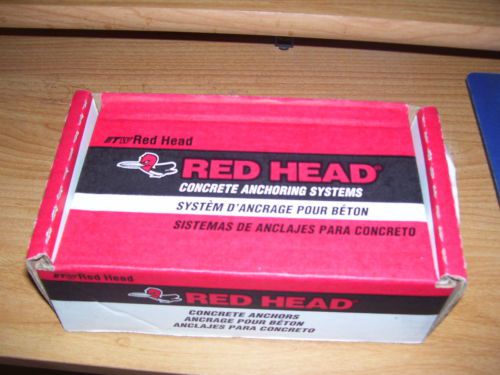 ITW Red Head
RED HEAD®
CONCRETE ANCHORING SYSTEMS
SYSTÈM D'ANCRAGE POUR BÉTON
SISTEMAS DE ANCLAJES PARA CONCRETO
ITW Red Head
RED HEAD®
CONCRETE ANCHORS
ANCRAGE POUR BÉTON
ANCLAJES PARA CONCRETO